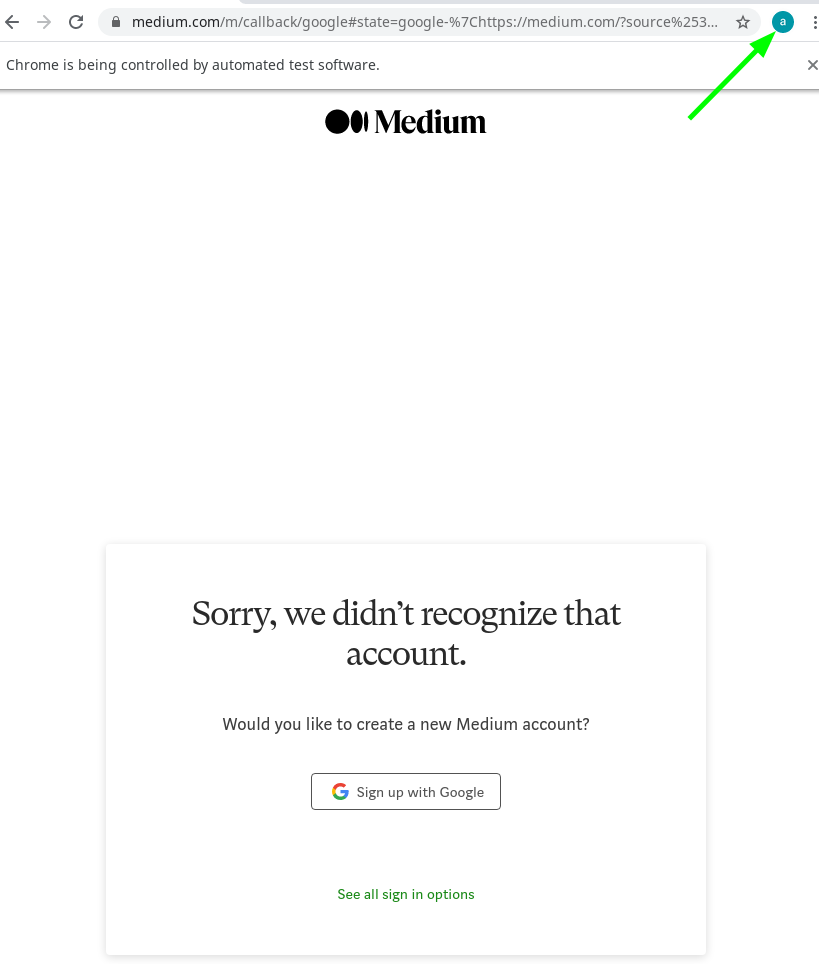 medium.com/m/callback/google#state=google-%7Chttps://medium.com/?source%253...
a
Chrome is being controlled by automated test software.
Medium
Sorry, we didn’t recognize that
account.
Would you like to create a new Medium account?
Sign up with Google
See all sign in options